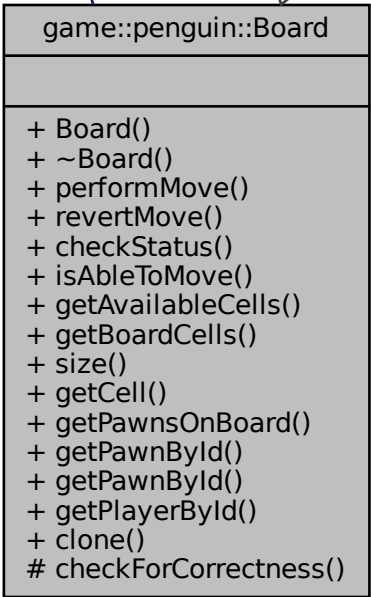 game::penguin::Board
+ Board()
+ ~Board()
+ performMove()
+ revertMove()
+ checkStatus()
+ isAbleToMove()
+ getAvailableCells()
+ getBoardCells()
+ size()
+ getCell()
+ getPawnsOnBoard()
+ getPawnById()
+ getPawnById()
+ getPlayerById()
+ clone()
# checkForCorrectness()